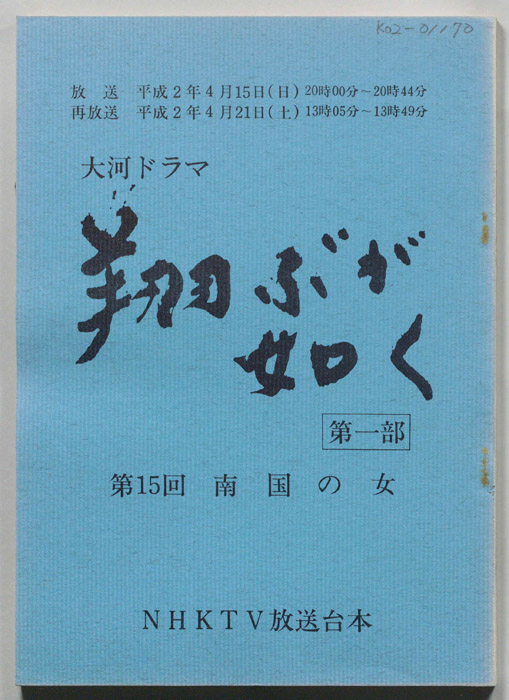 K02-01170
放送 平成2年4月15日(日)20時00分~20時44分
再放送 平成2年4月21日(土)13時05分~13時49分
大河ドラマ
翔ぶが
如く
第一部
第15回 南国の女
NHKTV放送台本